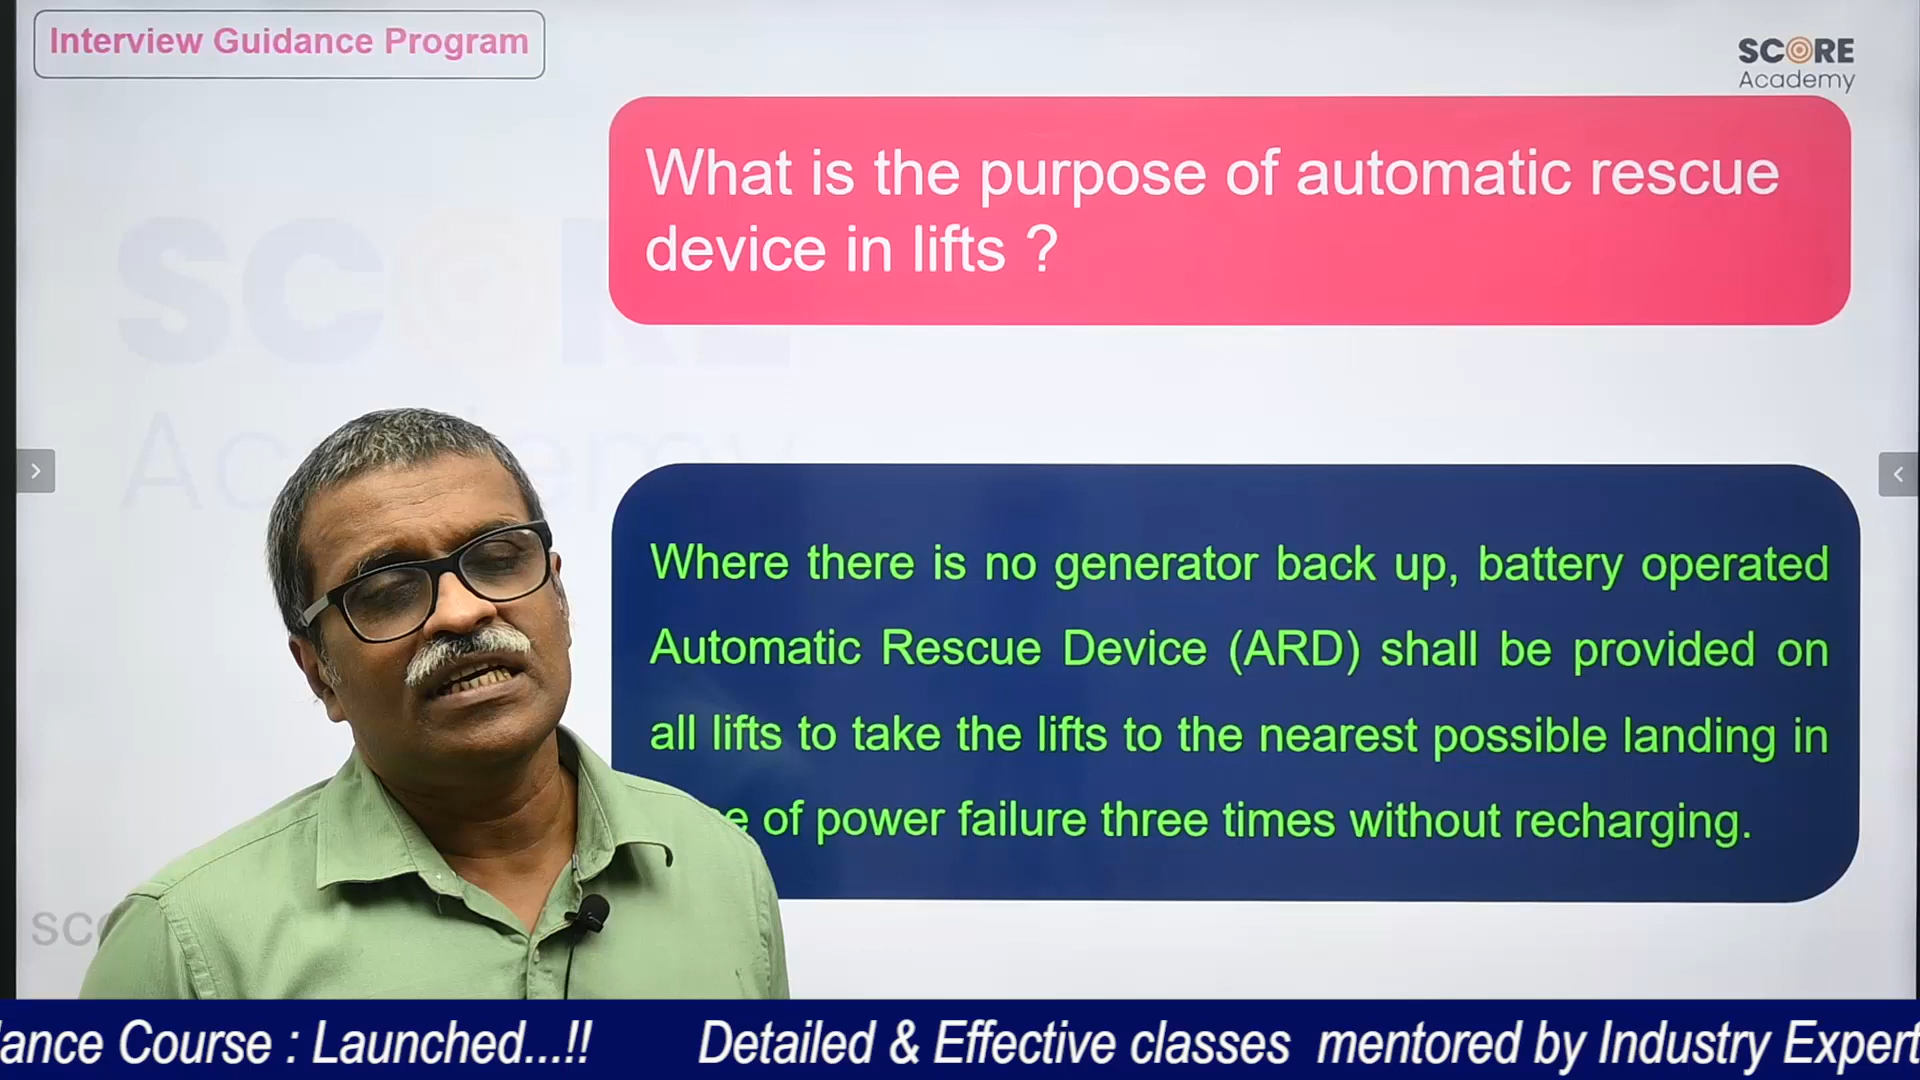 Interview Guidance Program
SCORE
Academy
What is the purpose of automatic rescue
device in lifts ?
Where there is no generator back up, battery operated
Automatic Rescue Device (ARD) shall be provided on
all lifts to take the lifts to the nearest possible landing in
of power failure three times without recharging.
Course : Launched...!! Detailed & Effective classes mentored by Industry